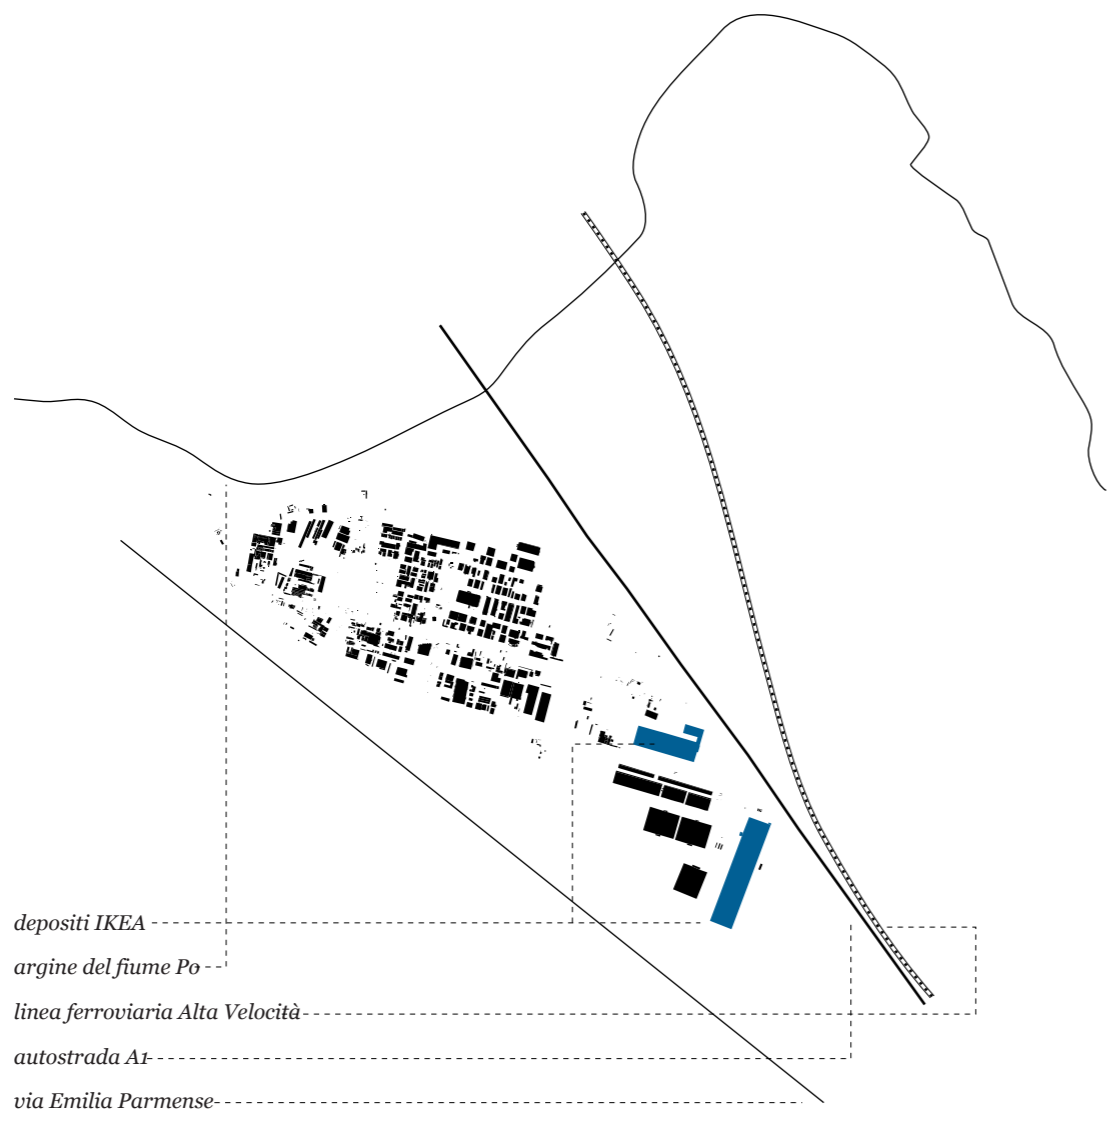 depositi IKEA
argine del fiume Po
linea ferroviaria Alta Velocità
autostrada A1
via Emilia Parmense